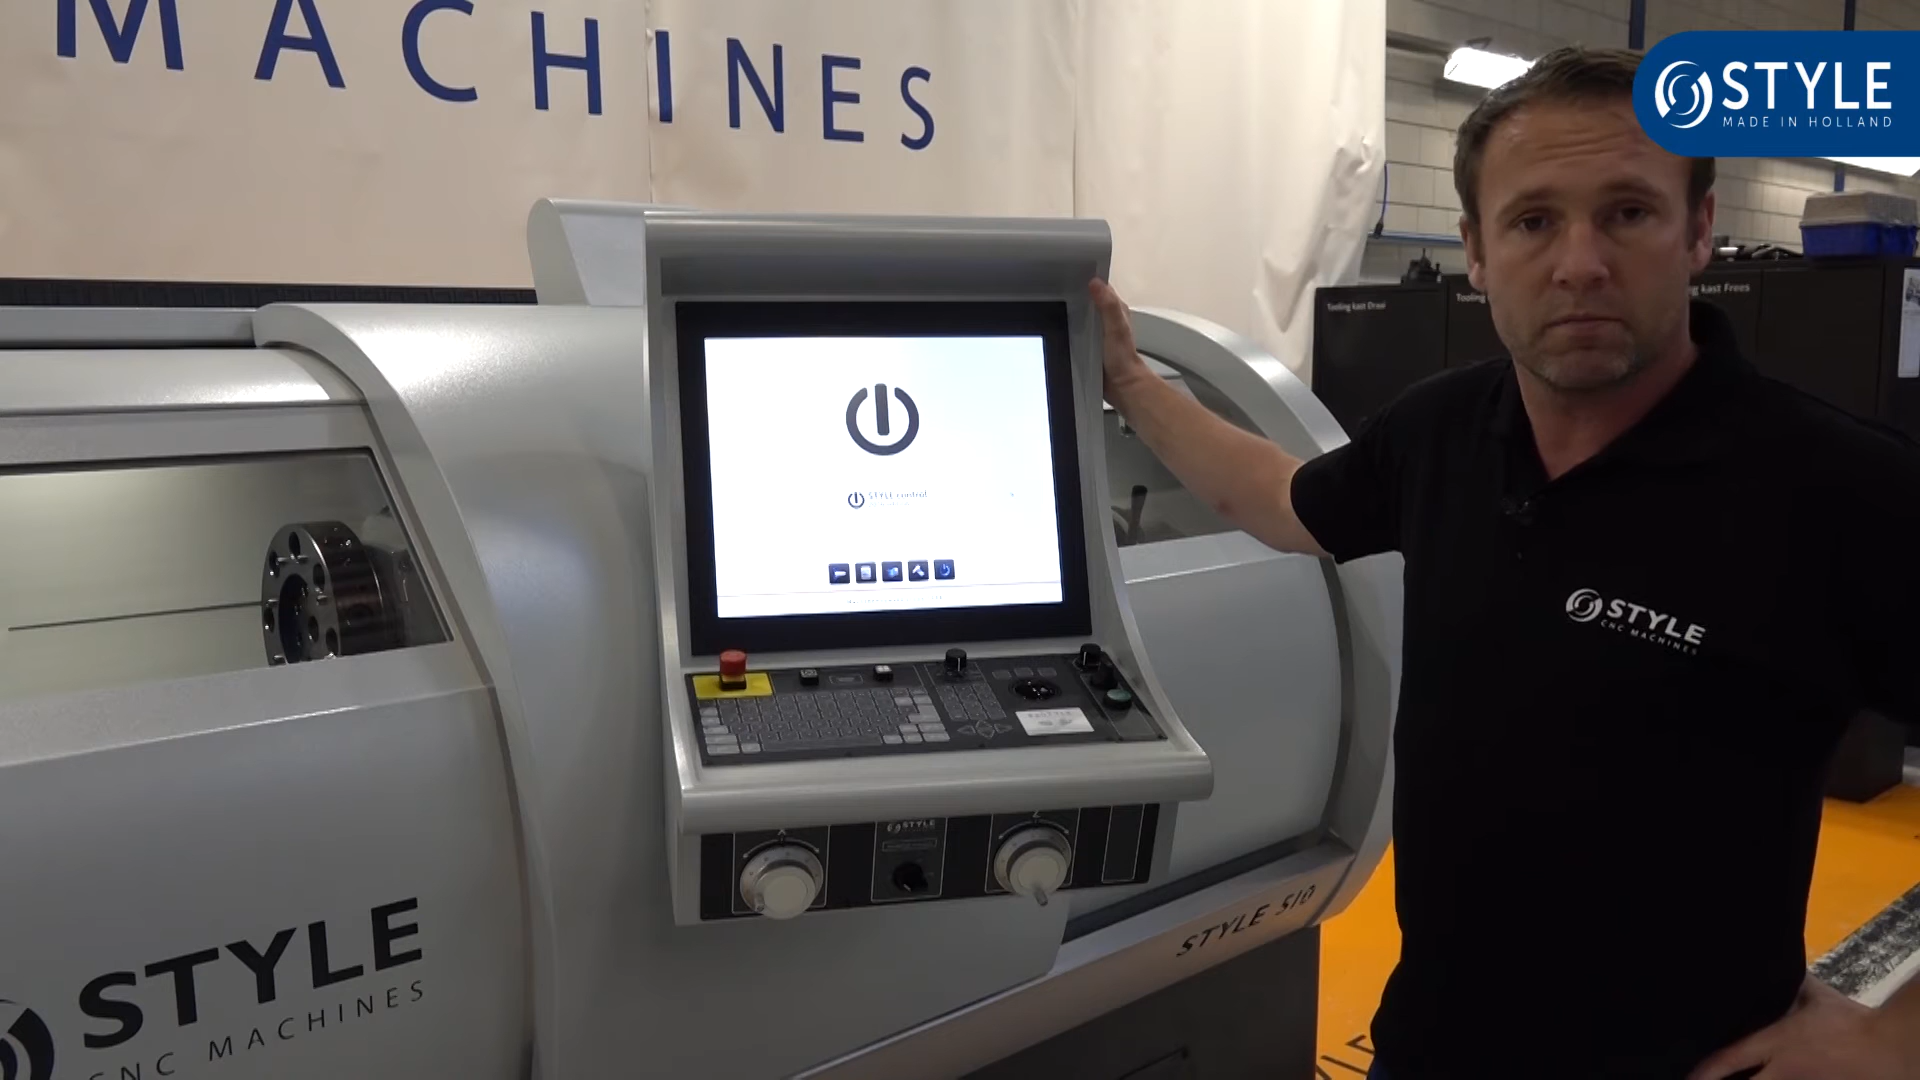 MACHINES
STYLE
MADE IN HOLLAND
Tooling kast Draai
Tooling
kast Frees
STYLE control
STYLE
CNC MACHINES
STYLE
STYLE 510
STYLE
CNC MACHINES